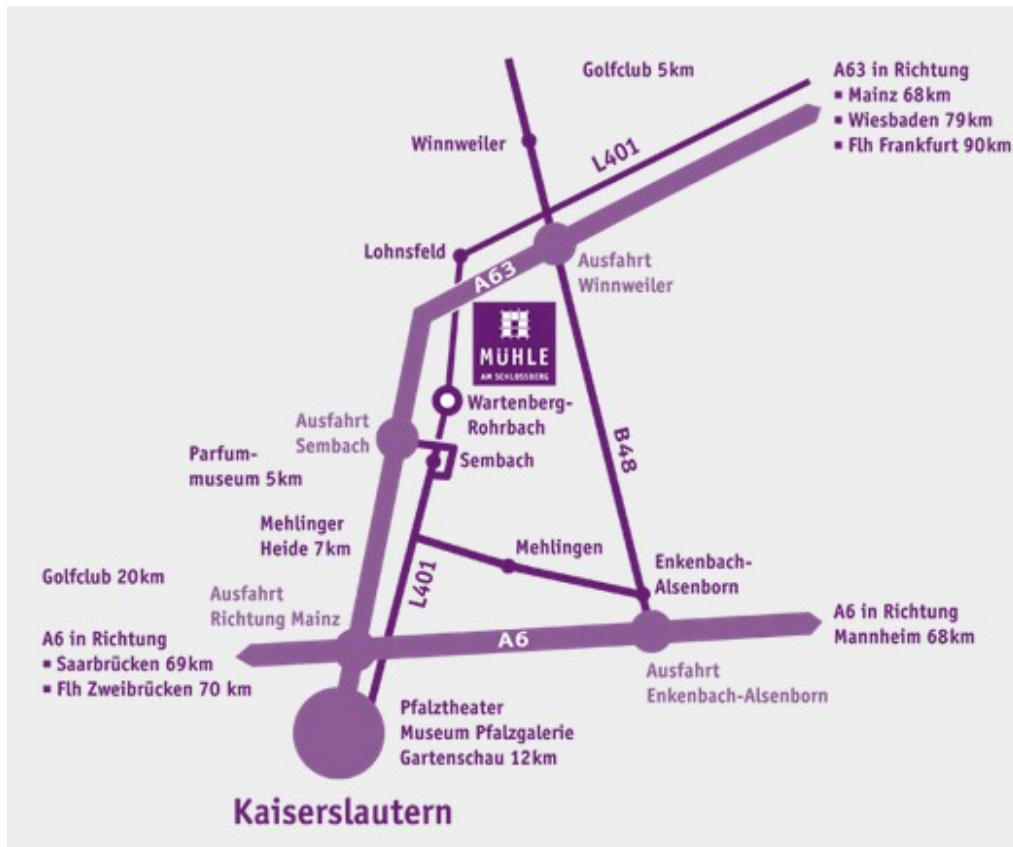 Golfclub 5km
A63 in Richtung
▪ Mainz 68km
▪ Wiesbaden 79km
▪ Flh Frankfurt 90km
Winnweiler
L401
Lohnsfeld
A63
Ausfahrt
Winnweiler
MÜHLE
AM SCHLOSSBERG
Wartenberg-
Rohrbach
Ausfahrt
Sembach
B48
Parfum-
museum 5km
Sembach
Mehlinger
Heide 7km
Mehlingen
Enkenbach-
Alsenborn
Golfclub 20km
L401
Ausfahrt
Richtung Mainz
A6 in Richtung
▪ Saarbrücken 69km
▪ Flh Zweibrücken 70 km
A6
A6 in Richtung
Mannheim 68km
Ausfahrt
Enkenbach-Alsenborn
Pfalztheater
Museum Pfalzgalerie
Gartenschau 12km
Kaiserslautern